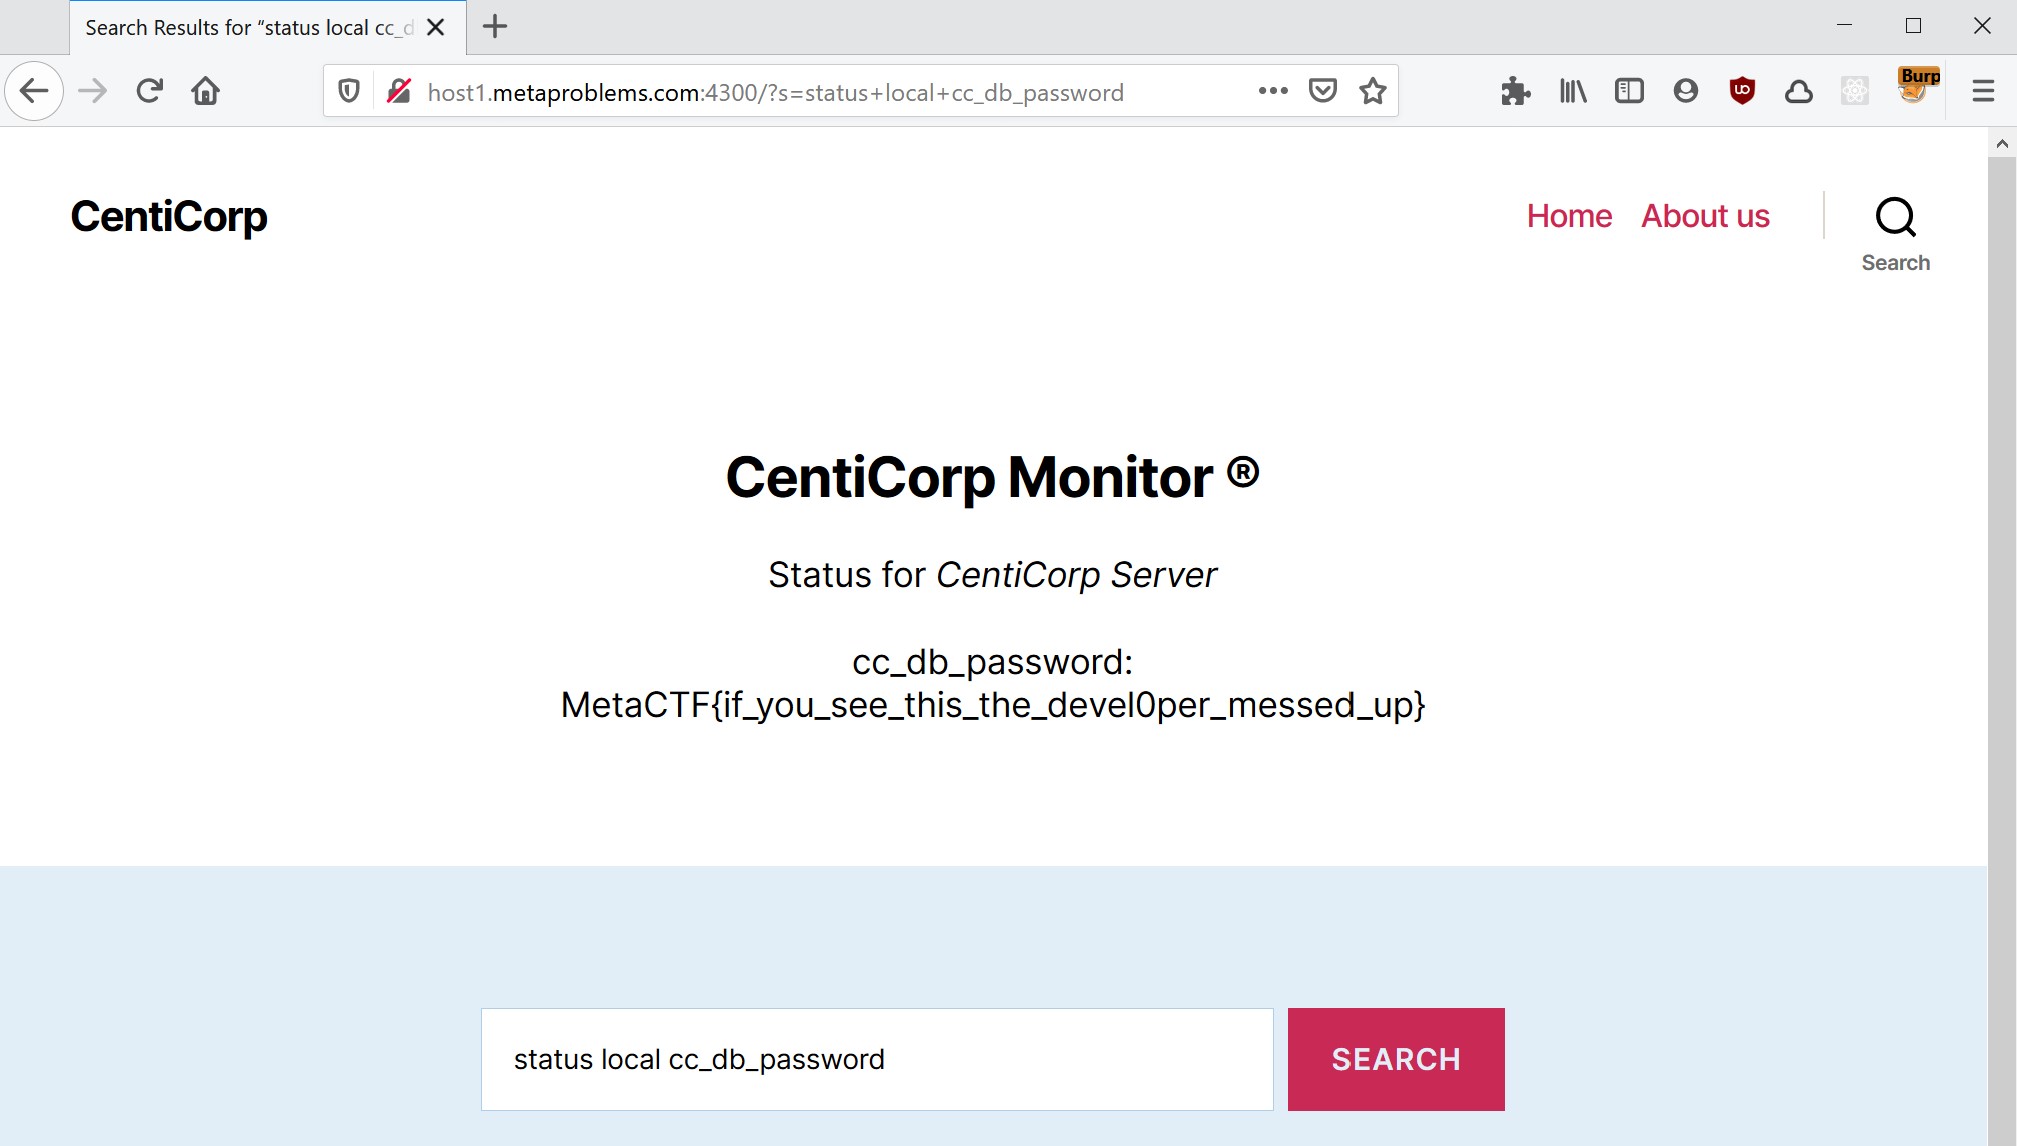 Search Results for “status local cc_d
host1.metaproblems.com:4300/?s=status+local+cc_db_password
Burp
CentiCorp
Home
About us
Search
CentiCorp Monitor ®
Status for CentiCorp Server
cc_db_password:
MetaCTF{if_you_see_this_the_devel0per_messed_up}
status local cc_db_password
SEARCH